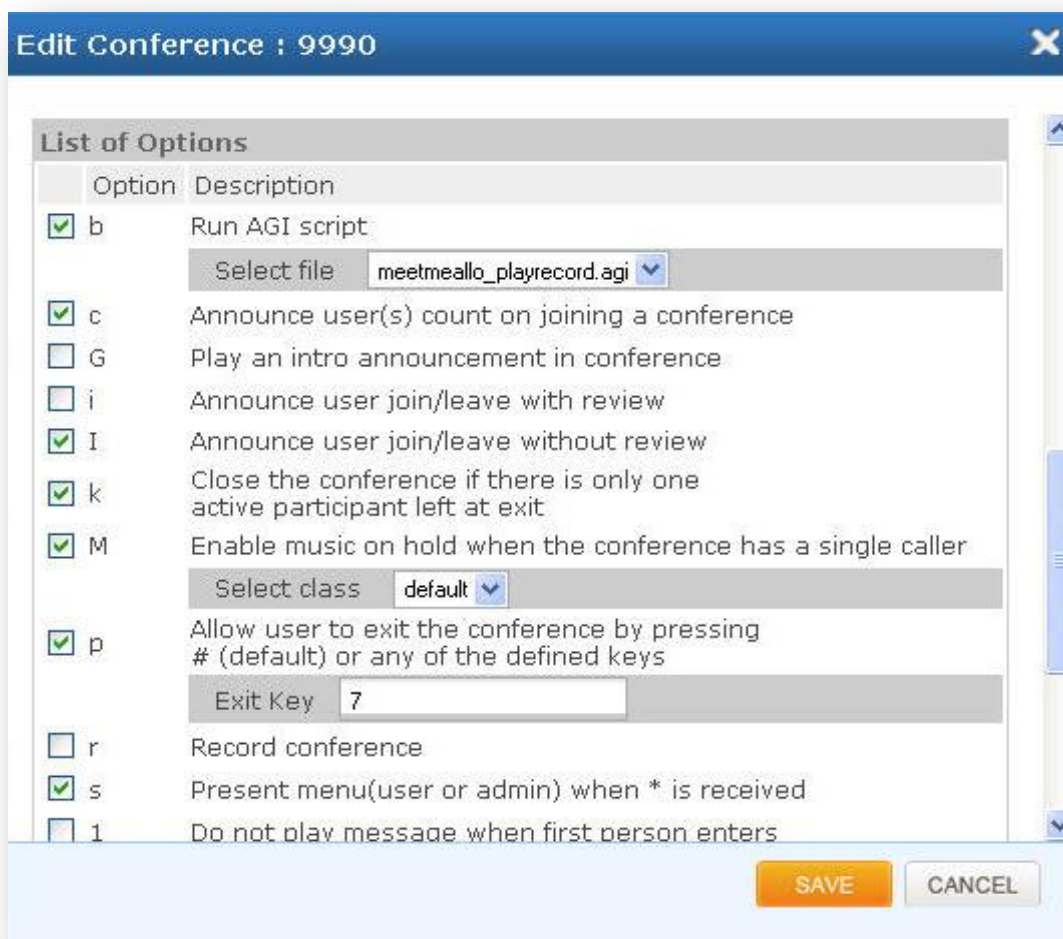 Edit Conference : 9990
List of Options
Option Description
b Run AGI script
Select file meetmeallo_playrecord.agi
c Announce user(s) count on joining a conference
G Play an intro announcement in conference
i Announce user join/leave with review
I Announce user join/leave without review
k Close the conference if there is only one
active participant left at exit
M Enable music on hold when the conference has a single caller
Select class default
p Allow user to exit the conference by pressing
# (default) or any of the defined keys
Exit Key 7
r Record conference
s Present menu(user or admin) when * is received
1 Do not play message when first person enters
SAVE CANCEL